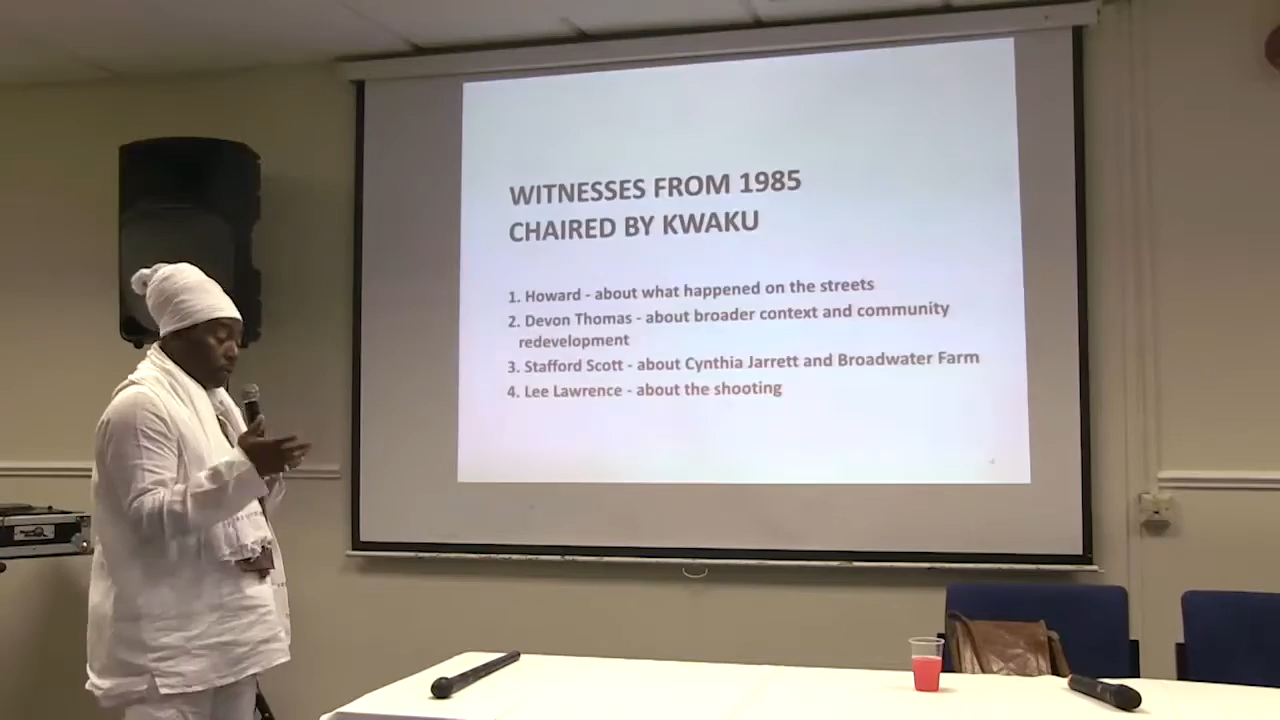 WITNESSES FROM 1985
CHAIRED BY KWAKU
1. Howard - about what happened on the streets
2. Devon Thomas - about broader context and community
redevelopment
3. Stafford Scott - about Cynthia Jarrett and Broadwater Farm
4. Lee Lawrence - about the shooting